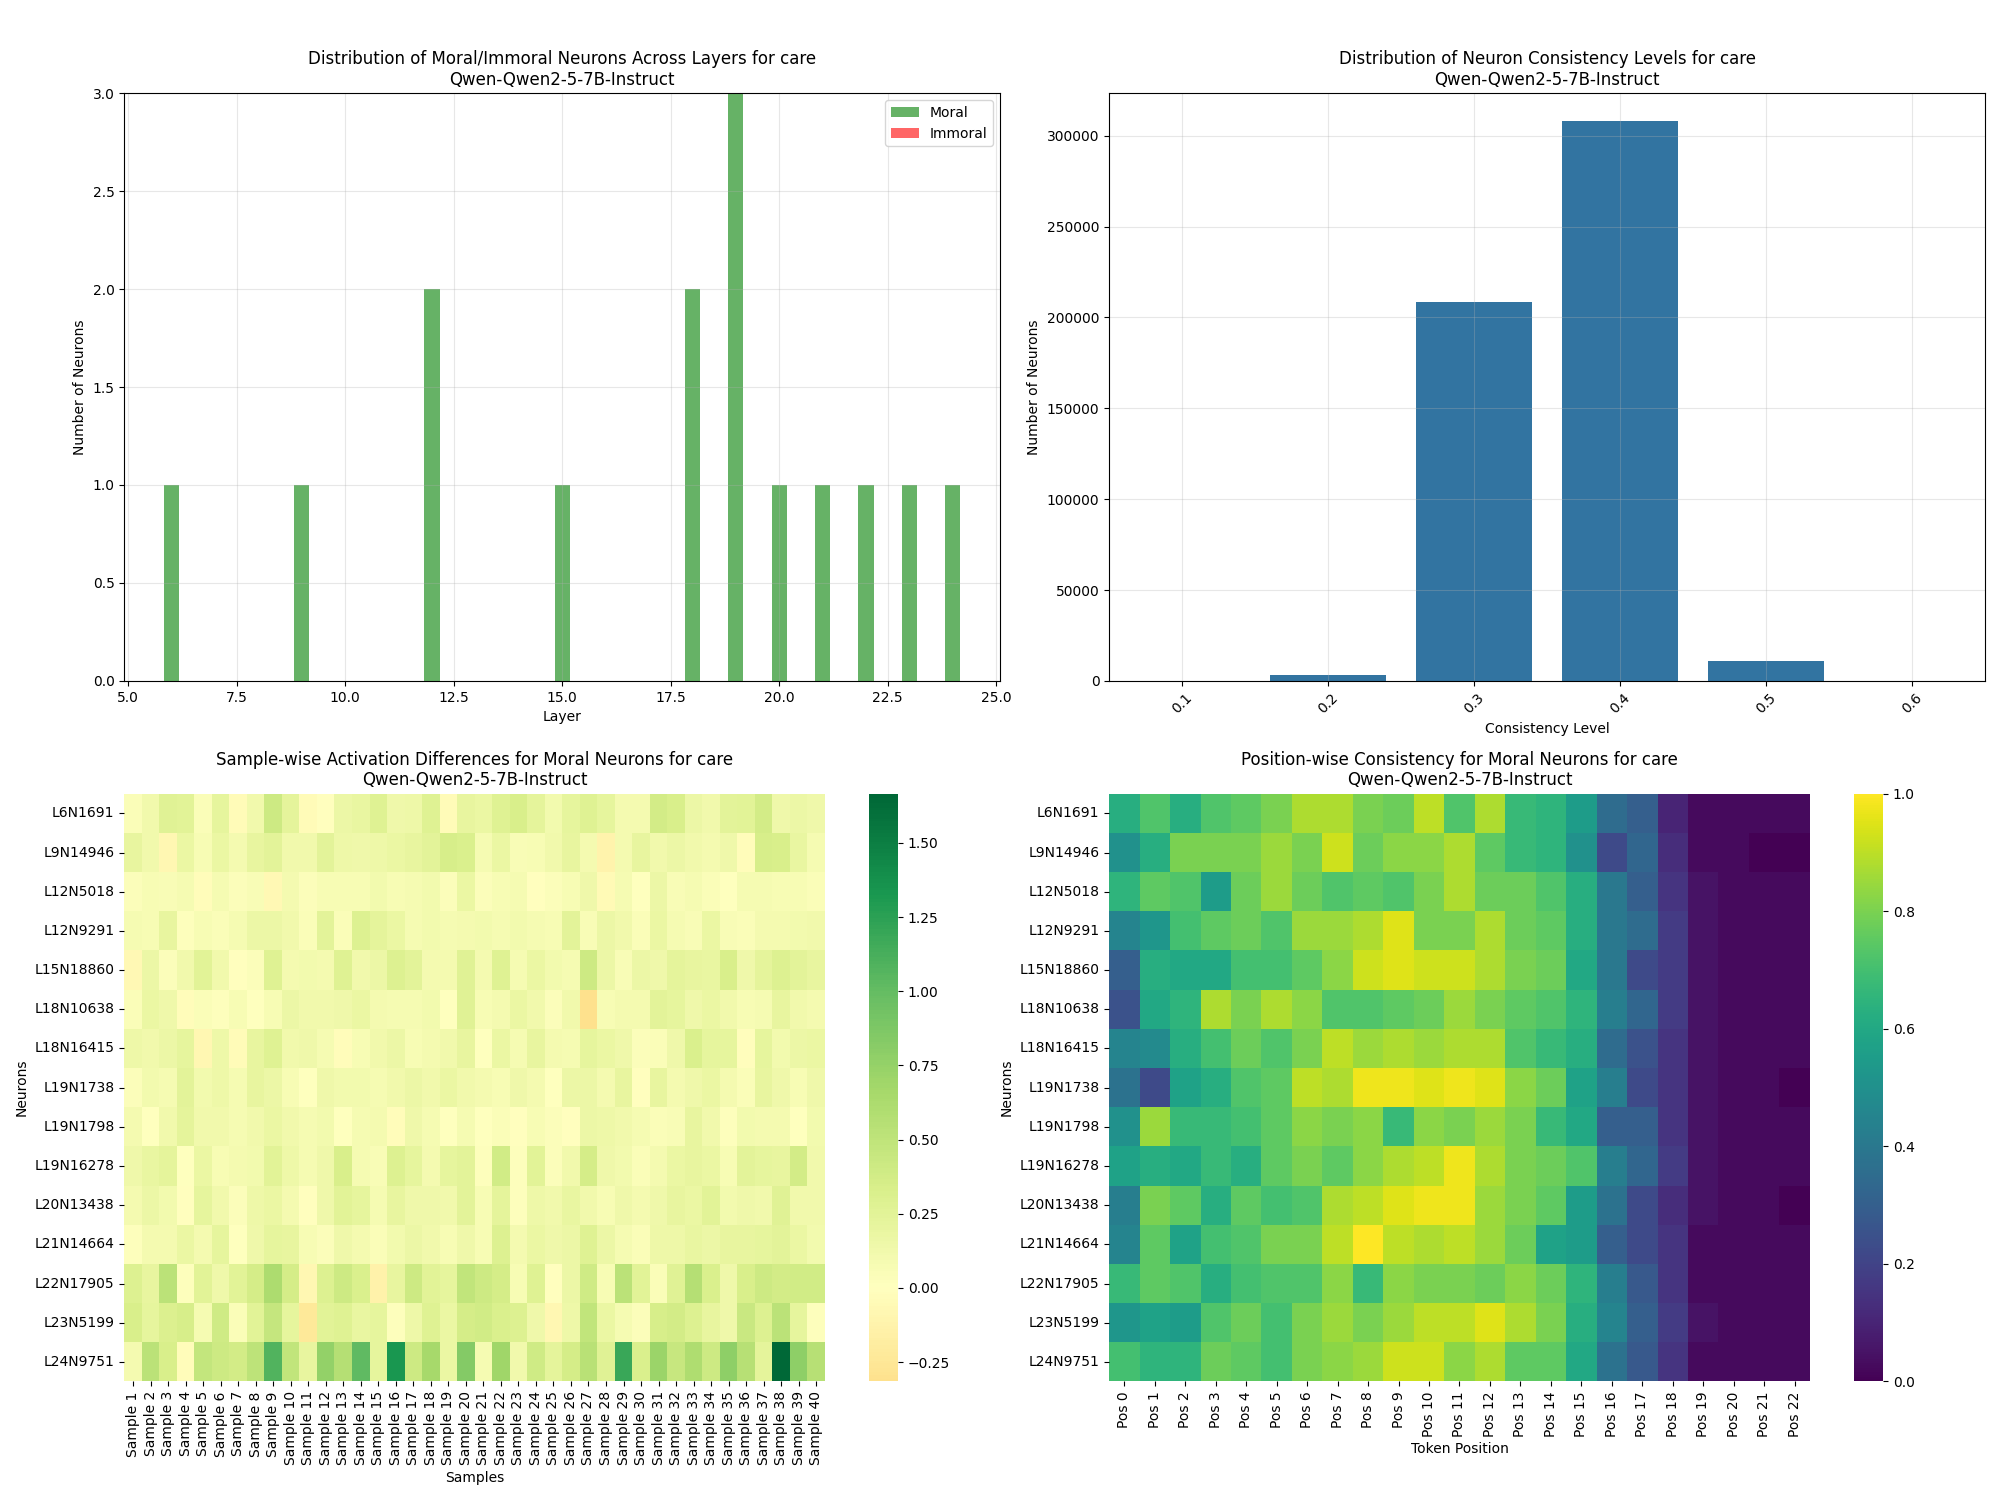 Distribution of Moral/Immoral Neurons Across Layers for care
Qwen-Qwen2-5-7B-Instruct
3.0
2.5
2.0
1.5
1.0
0.5
0.0
Number of Neurons
Moral
Immoral
5.0 7.5 10.0 12.5 15.0 17.5 20.0 22.5 25.0
Layer
Distribution of Neuron Consistency Levels for care
Qwen-Qwen2-5-7B-Instruct
300000
250000
200000
150000
100000
50000
0
Number of Neurons
0.1 0.2 0.3 0.4 0.5 0.6
Consistency Level
Sample-wise Activation Differences for Moral Neurons for care
Qwen-Qwen2-5-7B-Instruct
Neurons
L6N1691
L9N14946
L12N5018
L12N9291
L15N18860
L18N10638
L18N16415
L19N1738
L19N1798
L19N16278
L20N13438
L21N14664
L22N17905
L23N5199
L24N9751
Sample 1
Sample 2
Sample 3
Sample 4
Sample 5
Sample 6
Sample 7
Sample 8
Sample 9
Sample 10
Sample 11
Sample 12
Sample 13
Sample 14
Sample 15
Sample 16
Sample 17
Sample 18
Sample 19
Sample 20
Sample 21
Sample 22
Sample 23
Sample 24
Sample 25
Sample 26
Sample 27
Sample 28
Sample 29
Sample 30
Sample 31
Sample 32
Sample 33
Sample 34
Sample 35
Sample 36
Sample 37
Sample 38
Sample 39
Sample 40
Samples
1.50
1.25
1.00
0.75
0.50
0.25
0.00
−0.25
Position-wise Consistency for Moral Neurons for care
Qwen-Qwen2-5-7B-Instruct
Neurons
L6N1691
L9N14946
L12N5018
L12N9291
L15N18860
L18N10638
L18N16415
L19N1738
L19N1798
L19N16278
L20N13438
L21N14664
L22N17905
L23N5199
L24N9751
Pos 0
Pos 1
Pos 2
Pos 3
Pos 4
Pos 5
Pos 6
Pos 7
Pos 8
Pos 9
Pos 10
Pos 11
Pos 12
Pos 13
Pos 14
Pos 15
Pos 16
Pos 17
Pos 18
Pos 19
Pos 20
Pos 21
Pos 22
Token Position
1.0
0.8
0.6
0.4
0.2
0.0